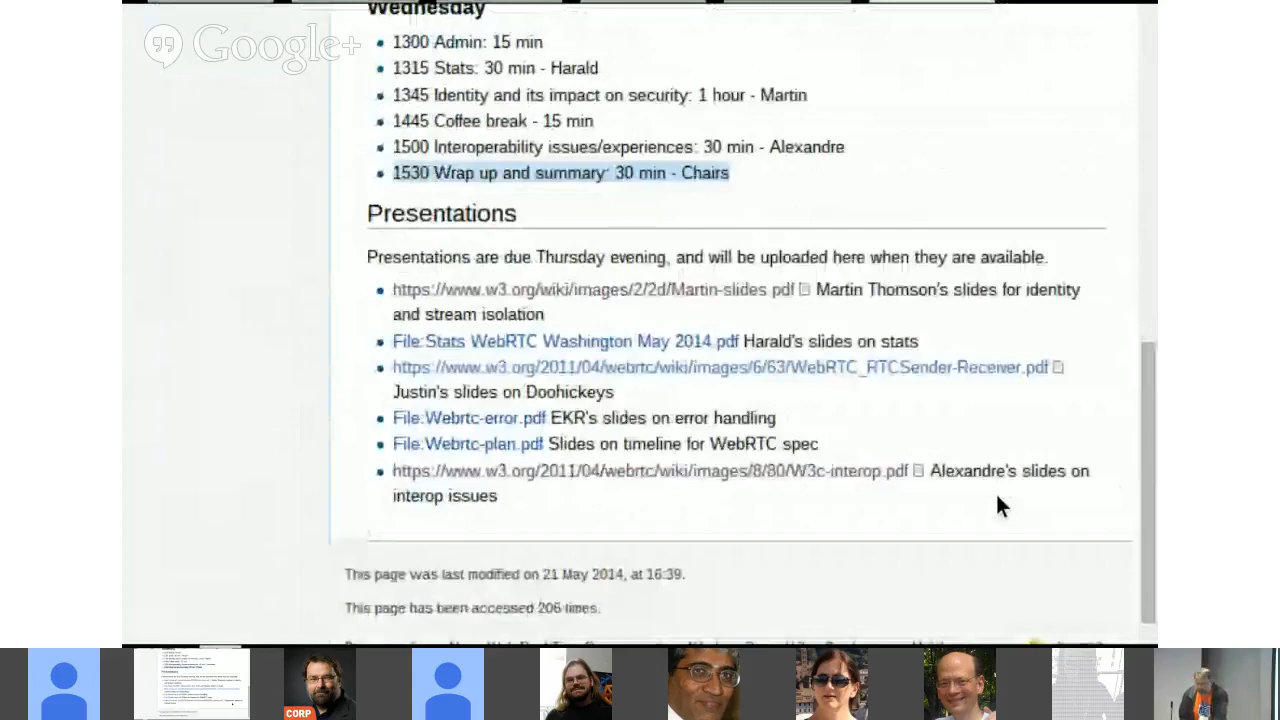 Wednesday
Google+
1300 Admin: 15 min
1315 Stats: 30 min - Harald
1345 Identity and its impact on security: 1 hour - Martin
1445 Coffee break - 15 min
1500 Interoperability issues/experiences: 30 min - Alexandre
1530 Wrap up and summary: 30 min - Chairs
Presentations
Presentations are due Thursday evening, and will be uploaded here when they are available.
https://www.w3.org/wiki/images/2/2d/Martin-slides.pdf Martin Thomson's slides for identity
and stream isolation
File:Stats WebRTC Washington May 2014.pdf Harald's slides on stats
https://www.w3.org/2011/04/webrtc/wiki/images/6/63/WebRTC_RTCSender-Receiver.pdf
Justin's slides on Doohickeys
File:Webrtc-error.pdf EKR's slides on error handling
File:Webrtc-plan.pdf Slides on timeline for WebRTC spec
https://www.w3.org/2011/04/webrtc/wiki/images/8/80/W3c-interop.pdf Alexandre's slides on
interop issues
This page was last modified on 21 May 2014, at 16:39.
This page has been accessed 206 times.
CORP